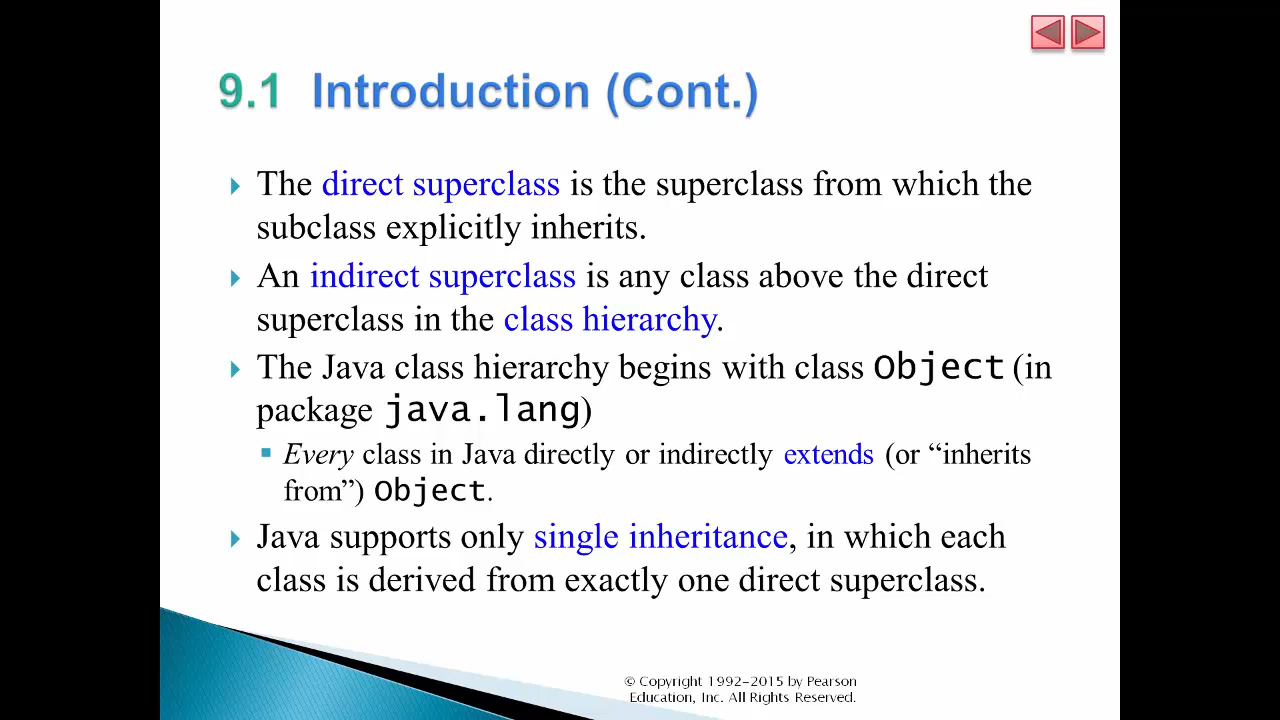 9.1 Introduction (Cont.)
The direct superclass is the superclass from which the
subclass explicitly inherits.
An indirect superclass is any class above the direct
superclass in the class hierarchy.
The Java class hierarchy begins with class Object (in
package java.lang)
Every class in Java directly or indirectly extends (or “inherits
from”) Object.
Java supports only single inheritance, in which each
class is derived from exactly one direct superclass.
© Copyright 1992-2015 by Pearson
Education, Inc. All Rights Reserved.